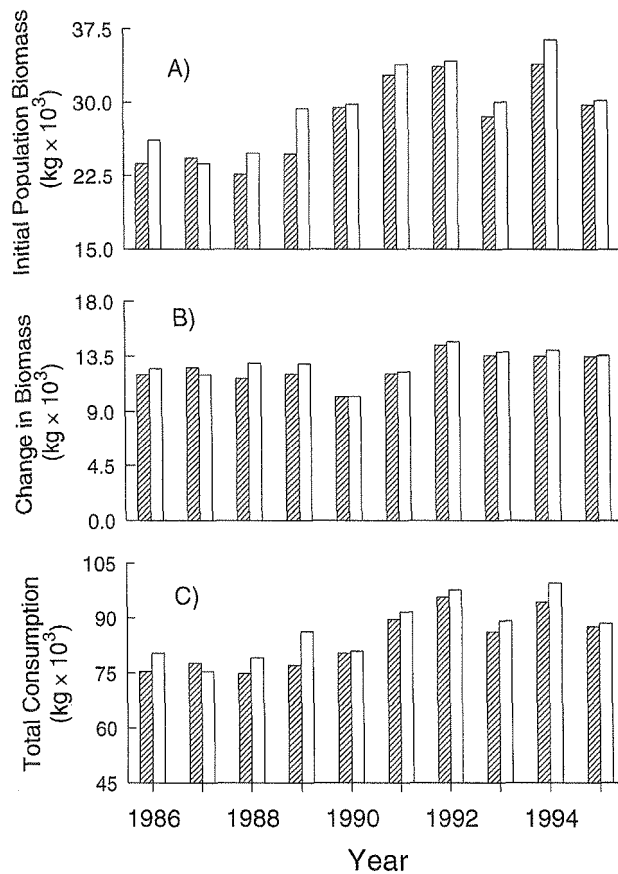 Initial Population Biomass
(kg × 10³)
37.5
30.0
22.5
15.0
A)
Change in Biomass
(kg × 10³)
18.0
13.5
9.0
4.5
0.0
B)
Total Consumption
(kg × 10³)
105
90
75
60
45
C)
1986
1988
1990
1992
1994
Year